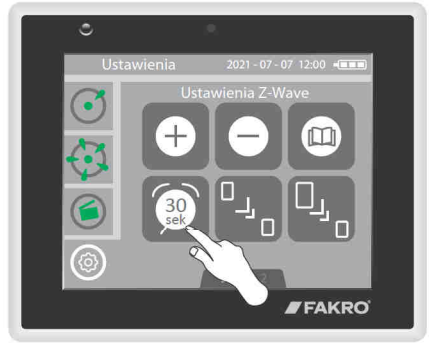 Ustawienia 2021 - 07 - 07 12:00
Ustawienia Z-Wave
30
sek
FAKRO